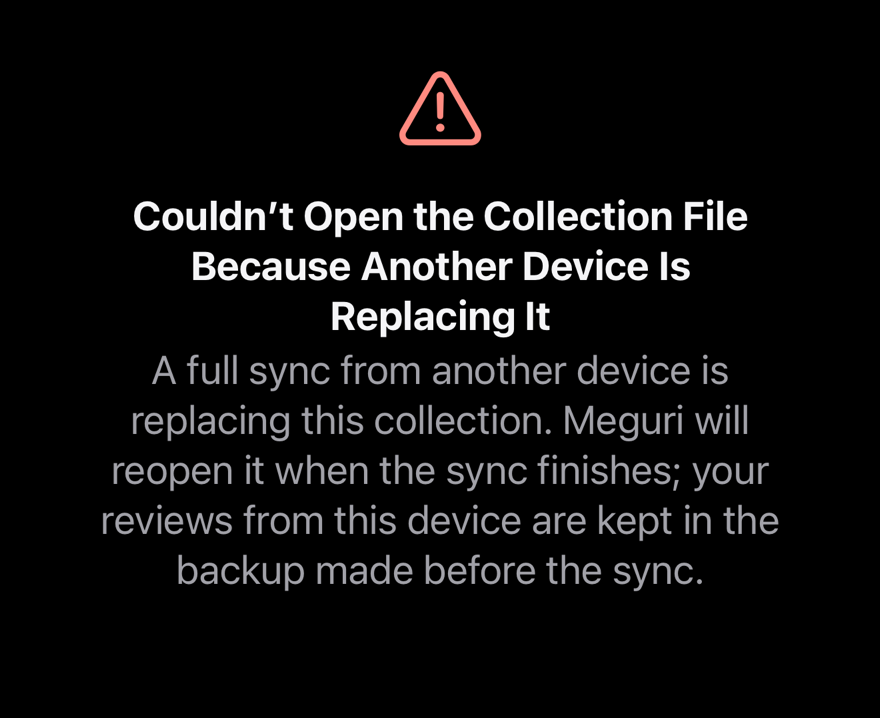 Couldn’t Open the Collection File
Because Another Device Is
Replacing It
A full sync from another device is
replacing this collection. Meguri will
reopen it when the sync finishes; your
reviews from this device are kept in the
backup made before the sync.